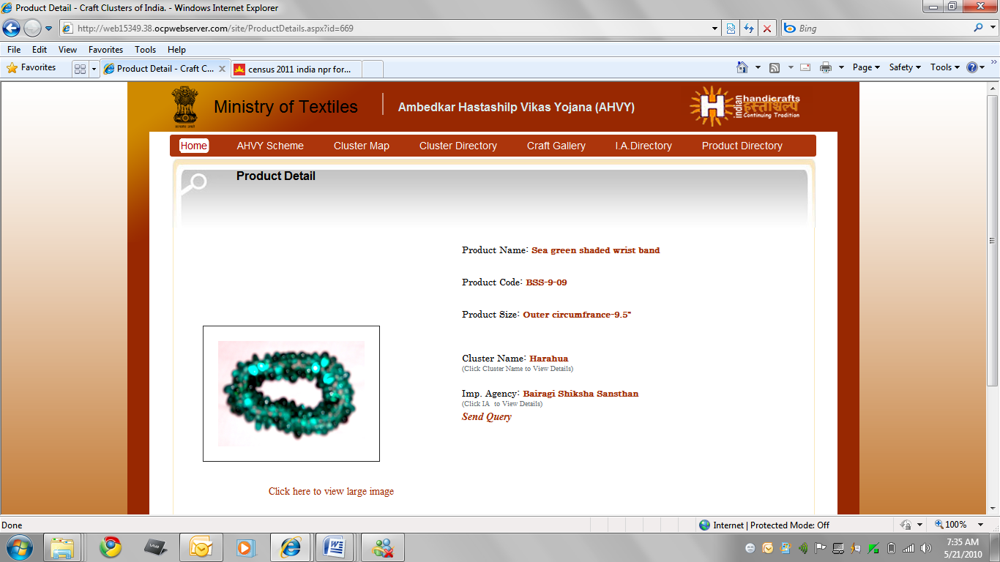 Product Detail - Craft Clusters of India. - Windows Internet Explorer
http://web15349.38.ocpwebserver.com/site/ProductDetails.aspx?id=669
Bing
File Edit View Favorites Tools Help
Favorites
Product Detail - Craft C...
census 2011 india npr for...
Page Safety Tools
Ministry of Textiles
Ambedkar Hastashilp Vikas Yojana (AHVY)
indian
handicrafts
हस्तशिल्प
Continuing Tradition
Home AHVY Scheme Cluster Map Cluster Directory Craft Gallery I.A.Directory Product Directory
Product Detail
Product Name: Sea green shaded wrist band
Product Code: BSS-9-09
Product Size: Outer circumfrance-9.5"
Cluster Name: Harahua
(Click Cluster Name to View Details)
Imp. Agency: Bairagi Shiksha Sansthan
(Click IA to View Details)
Send Query
Click here to view large image
Done
Internet | Protected Mode: Off
100%
VAIO
7:35 AM
5/21/2010